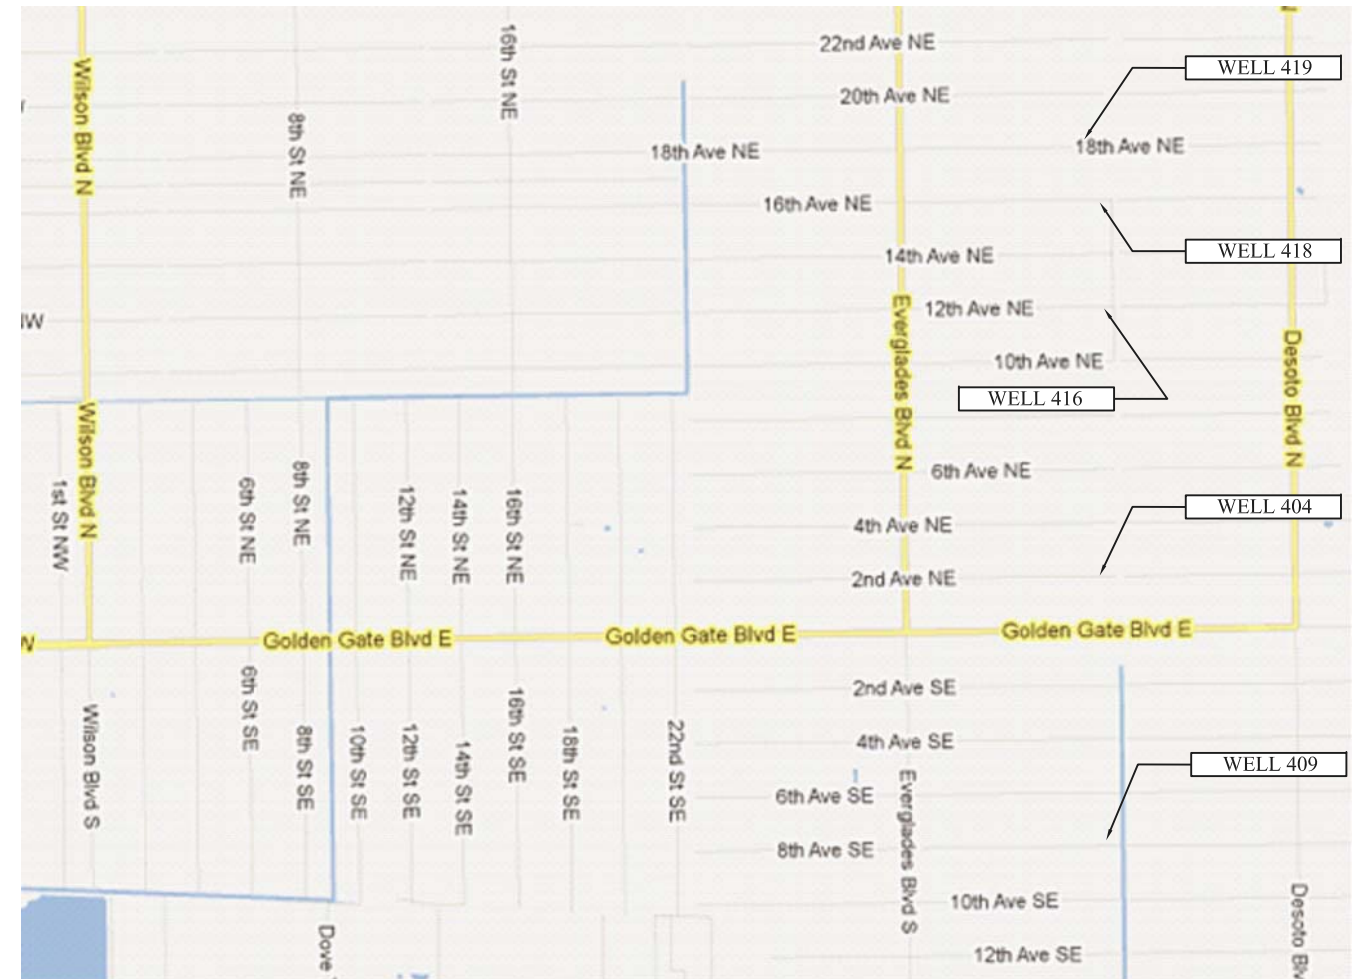 22nd Ave NE
WELL 419
Wilson Blvd N
16th St NE
20th Ave NE
8th St NE
18th Ave NE
18th Ave NE
16th Ave NE
WELL 418
14th Ave NE
Everglades Blvd N
12th Ave NE
Desoto Blvd N
10th Ave NE
WELL 416
Wilson Blvd N
6th Ave NE
1st St NW
6th St NE
8th St NE
12th St NE
14th St NE
16th St NE
WELL 404
4th Ave NE
2nd Ave NE
Golden Gate Blvd E
Golden Gate Blvd E
Golden Gate Blvd E
6th St SE
2nd Ave SE
Wilson Blvd S
8th St SE
10th St SE
12th St SE
14th St SE
16th St SE
18th St SE
22nd St SE
4th Ave SE
WELL 409
Everglades Blvd S
6th Ave SE
8th Ave SE
10th Ave SE
Desoto Blv
Dove
12th Ave SE